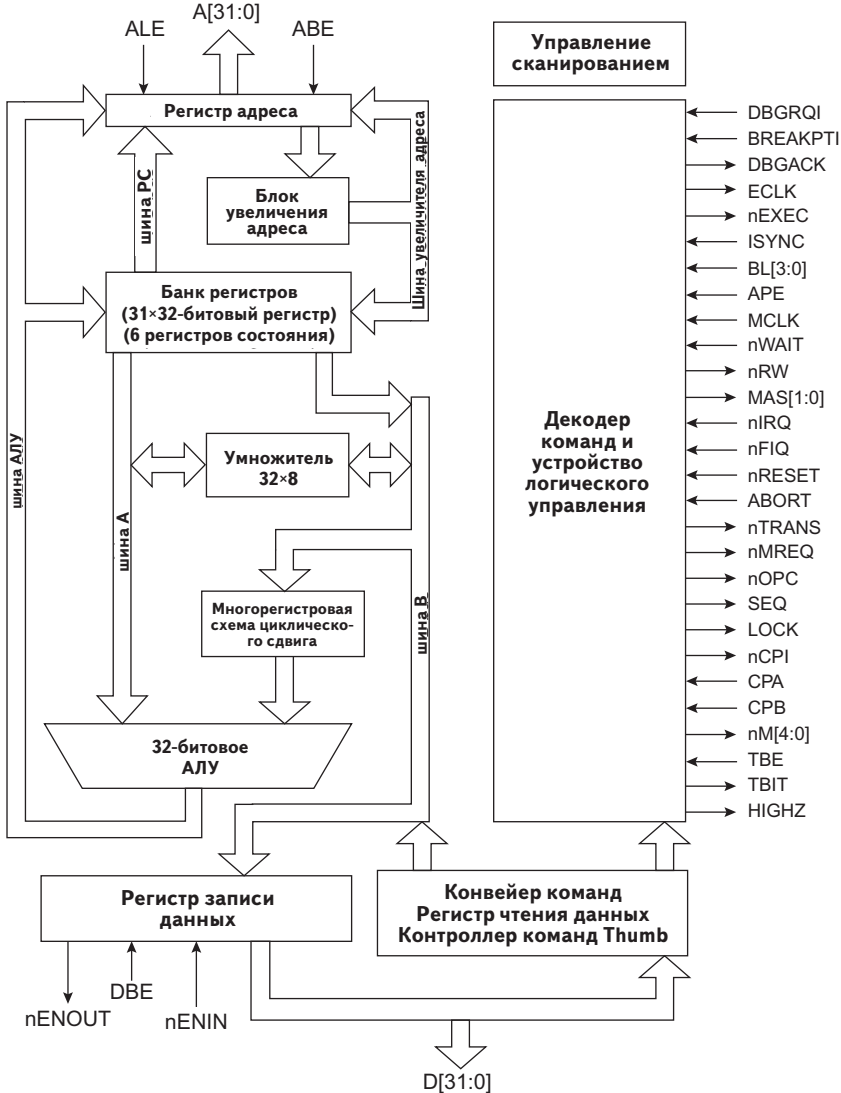 A[31:0]
ALE
ABE
Управление
сканированием
Регистр адреса
шина PC
Блок
увеличения
адреса
Шина увеличителя адреса
Банк регистров
(31×32-битовый регистр)
(6 регистров состояния)
шина АЛУ
шина A
Умножитель
32×8
Многорегистровая
схема циклическо-
го сдвига
шина B
32-битовое
АЛУ
Декодер
команд и
устройство
логического
управления
DBGRQI
BREAKPTI
DBGACK
ECLK
nEXEC
ISYNC
BL[3:0]
APE
MCLK
nWAIT
nRW
MAS[1:0]
nIRQ
nFIQ
nRESET
ABORT
nTRANS
nMREQ
nOPC
SEQ
LOCK
nCPI
CPA
CPB
nM[4:0]
TBE
TBIT
HIGHZ
Регистр записи
данных
Конвейер команд
Регистр чтения данных
Контроллер команд Thumb
nENOUT
DBE
nENIN
D[31:0]